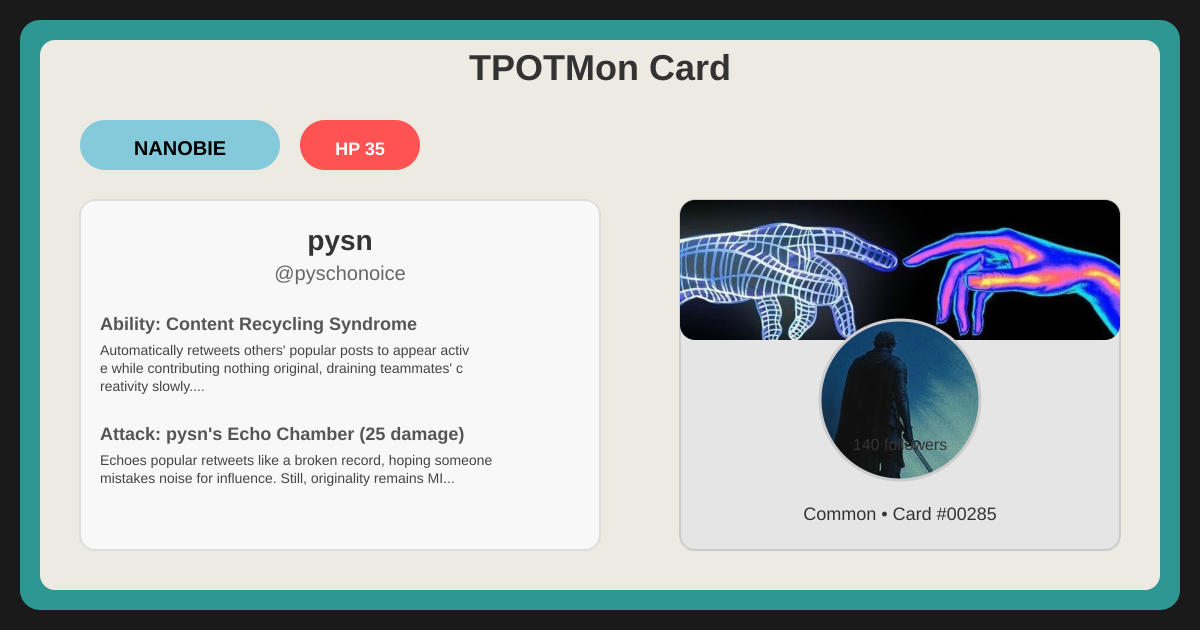 TPOTMon Card
NANOBIE
HP 35
pysn
@pyschonoice
Ability: Content Recycling Syndrome
Automatically retweets others' popular posts to appear activ
e while contributing nothing original, draining teammates' c
reativity slowly....
Attack: pysn's Echo Chamber (25 damage)
Echoes popular retweets like a broken record, hoping someone
mistakes noise for influence. Still, originality remains MI...
140 followers
Common • Card #00285